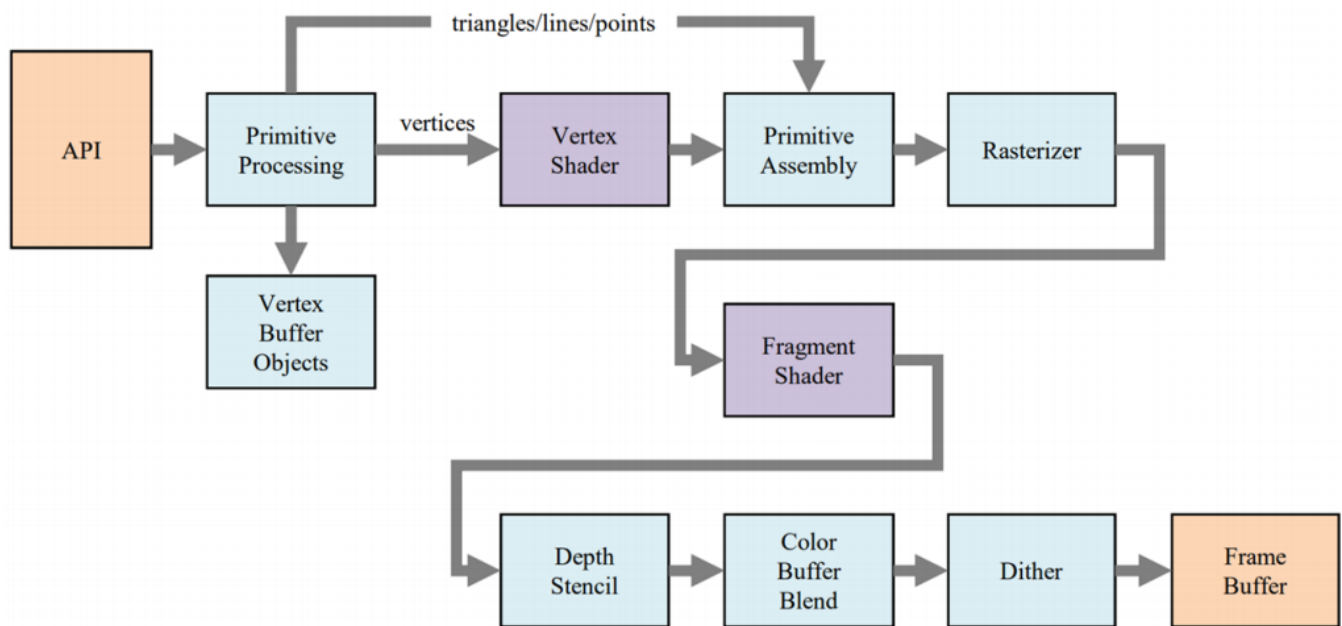 triangles/lines/points
API
Primitive
Processing
vertices
Vertex
Shader
Primitive
Assembly
Rasterizer
Vertex
Buffer
Objects
Fragment
Shader
Depth
Stencil
Color
Buffer
Blend
Dither
Frame
Buffer